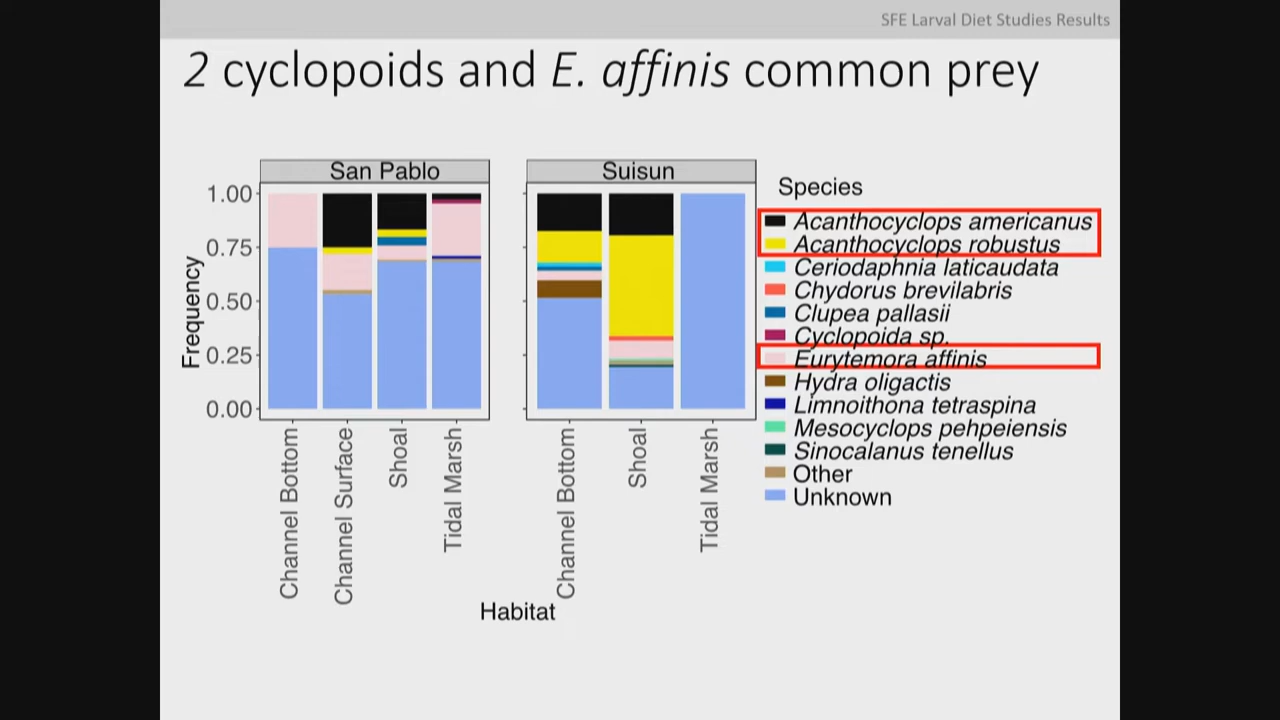 SFE Larval Diet Studies Results
2 cyclopoids and E. affinis common prey
San Pablo
Suisun
Species
Acanthocyclops americanus
Acanthocyclops robustus
Ceriodaphnia laticaudata
Chydorus brevilabris
Clupea pallasii
Cyclopoida sp.
Eurytemora affinis
Hydra oligactis
Limnoithona tetraspina
Mesocyclops pehpeiensis
Sinocalanus tenellus
Other
Unknown
Frequency
1.00
0.75
0.50
0.25
0.00
Channel Bottom
Channel Surface
Shoal
Tidal Marsh
Channel Bottom
Shoal
Tidal Marsh
Habitat